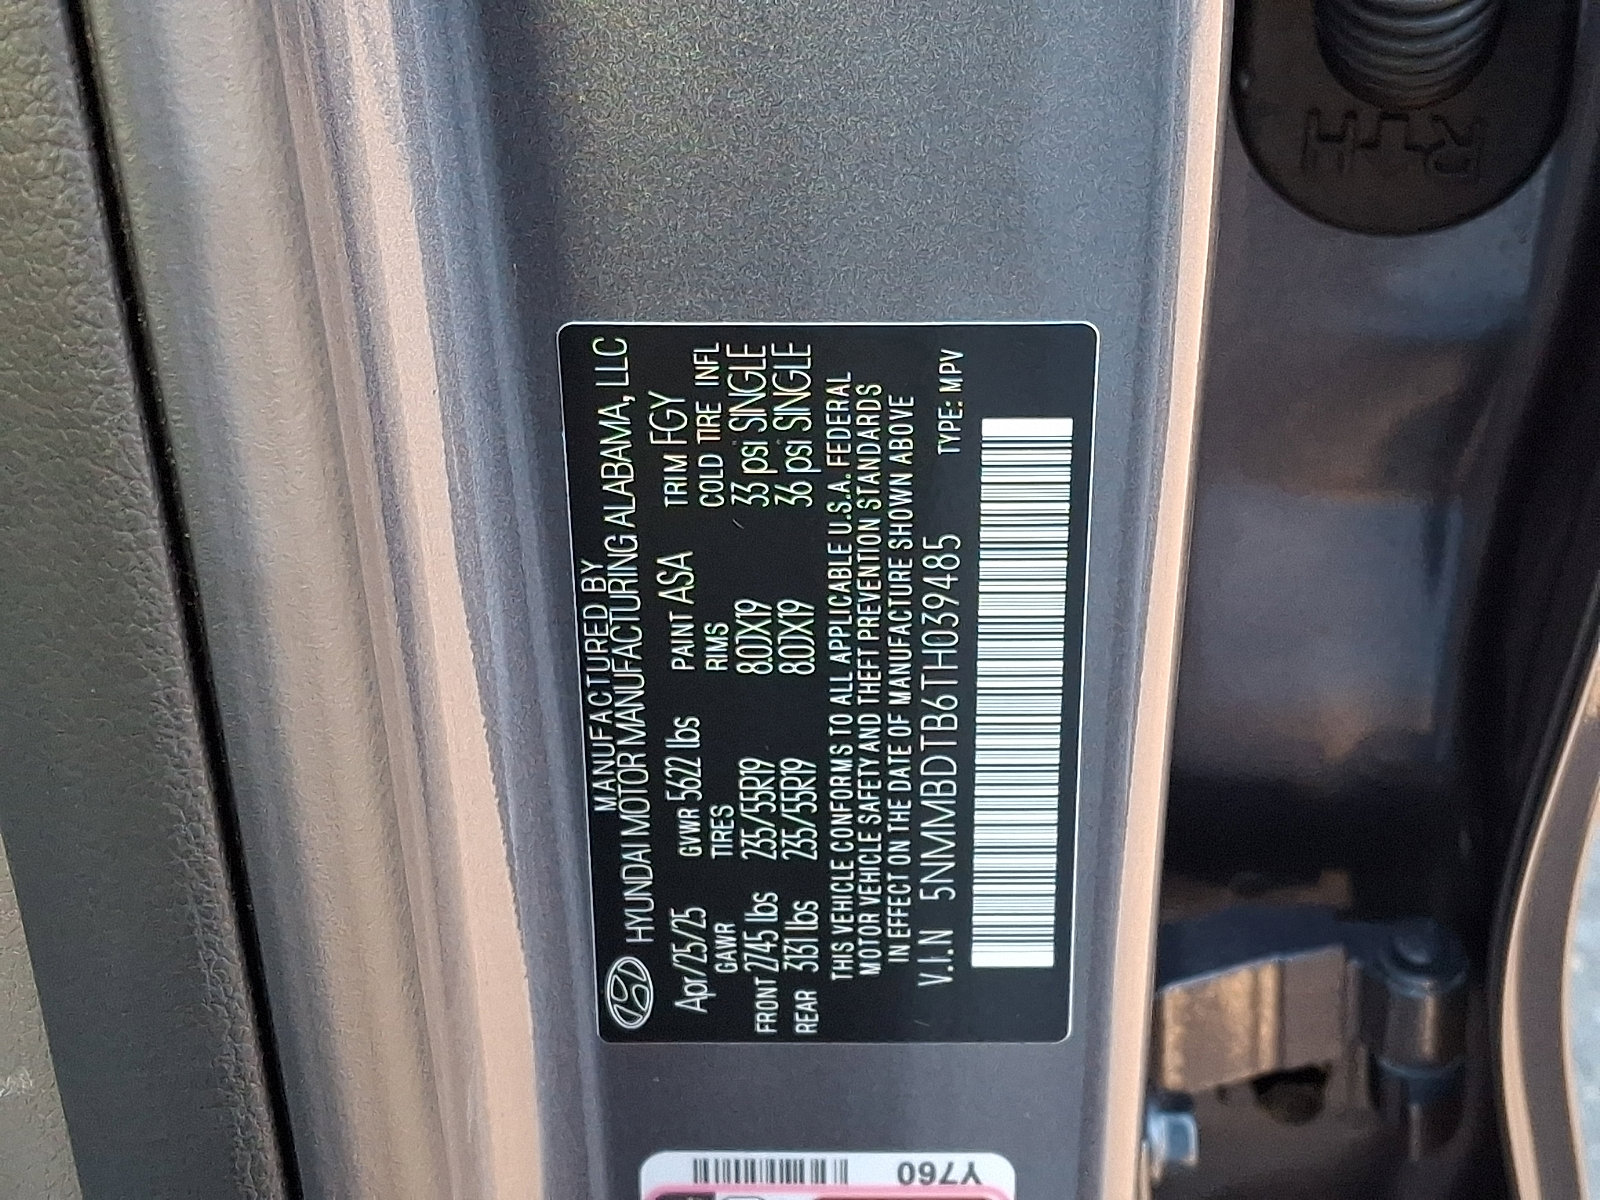 MANUFACTURED BY
HYUNDAI MOTOR MANUFACTURING ALABAMA, LLC
Apr/25/25 GVWR 5622 lbs PAINT ASA TRIM FGY
GAWR TIRES RIMS COLD TIRE INFL
FRONT 2745 lbs 235/55R19 8.0JX19 33 psi SINGLE
REAR 3131 lbs 235/55R19 8.0JX19 36 psi SINGLE
THIS VEHICLE CONFORMS TO ALL APPLICABLE U.S.A. FEDERAL
MOTOR VEHICLE SAFETY AND THEFT PREVENTION STANDARDS
IN EFFECT ON THE DATE OF MANUFACTURE SHOWN ABOVE
V.I.N 5NMMBDTB6TH039485 TYPE: MPV
Y760